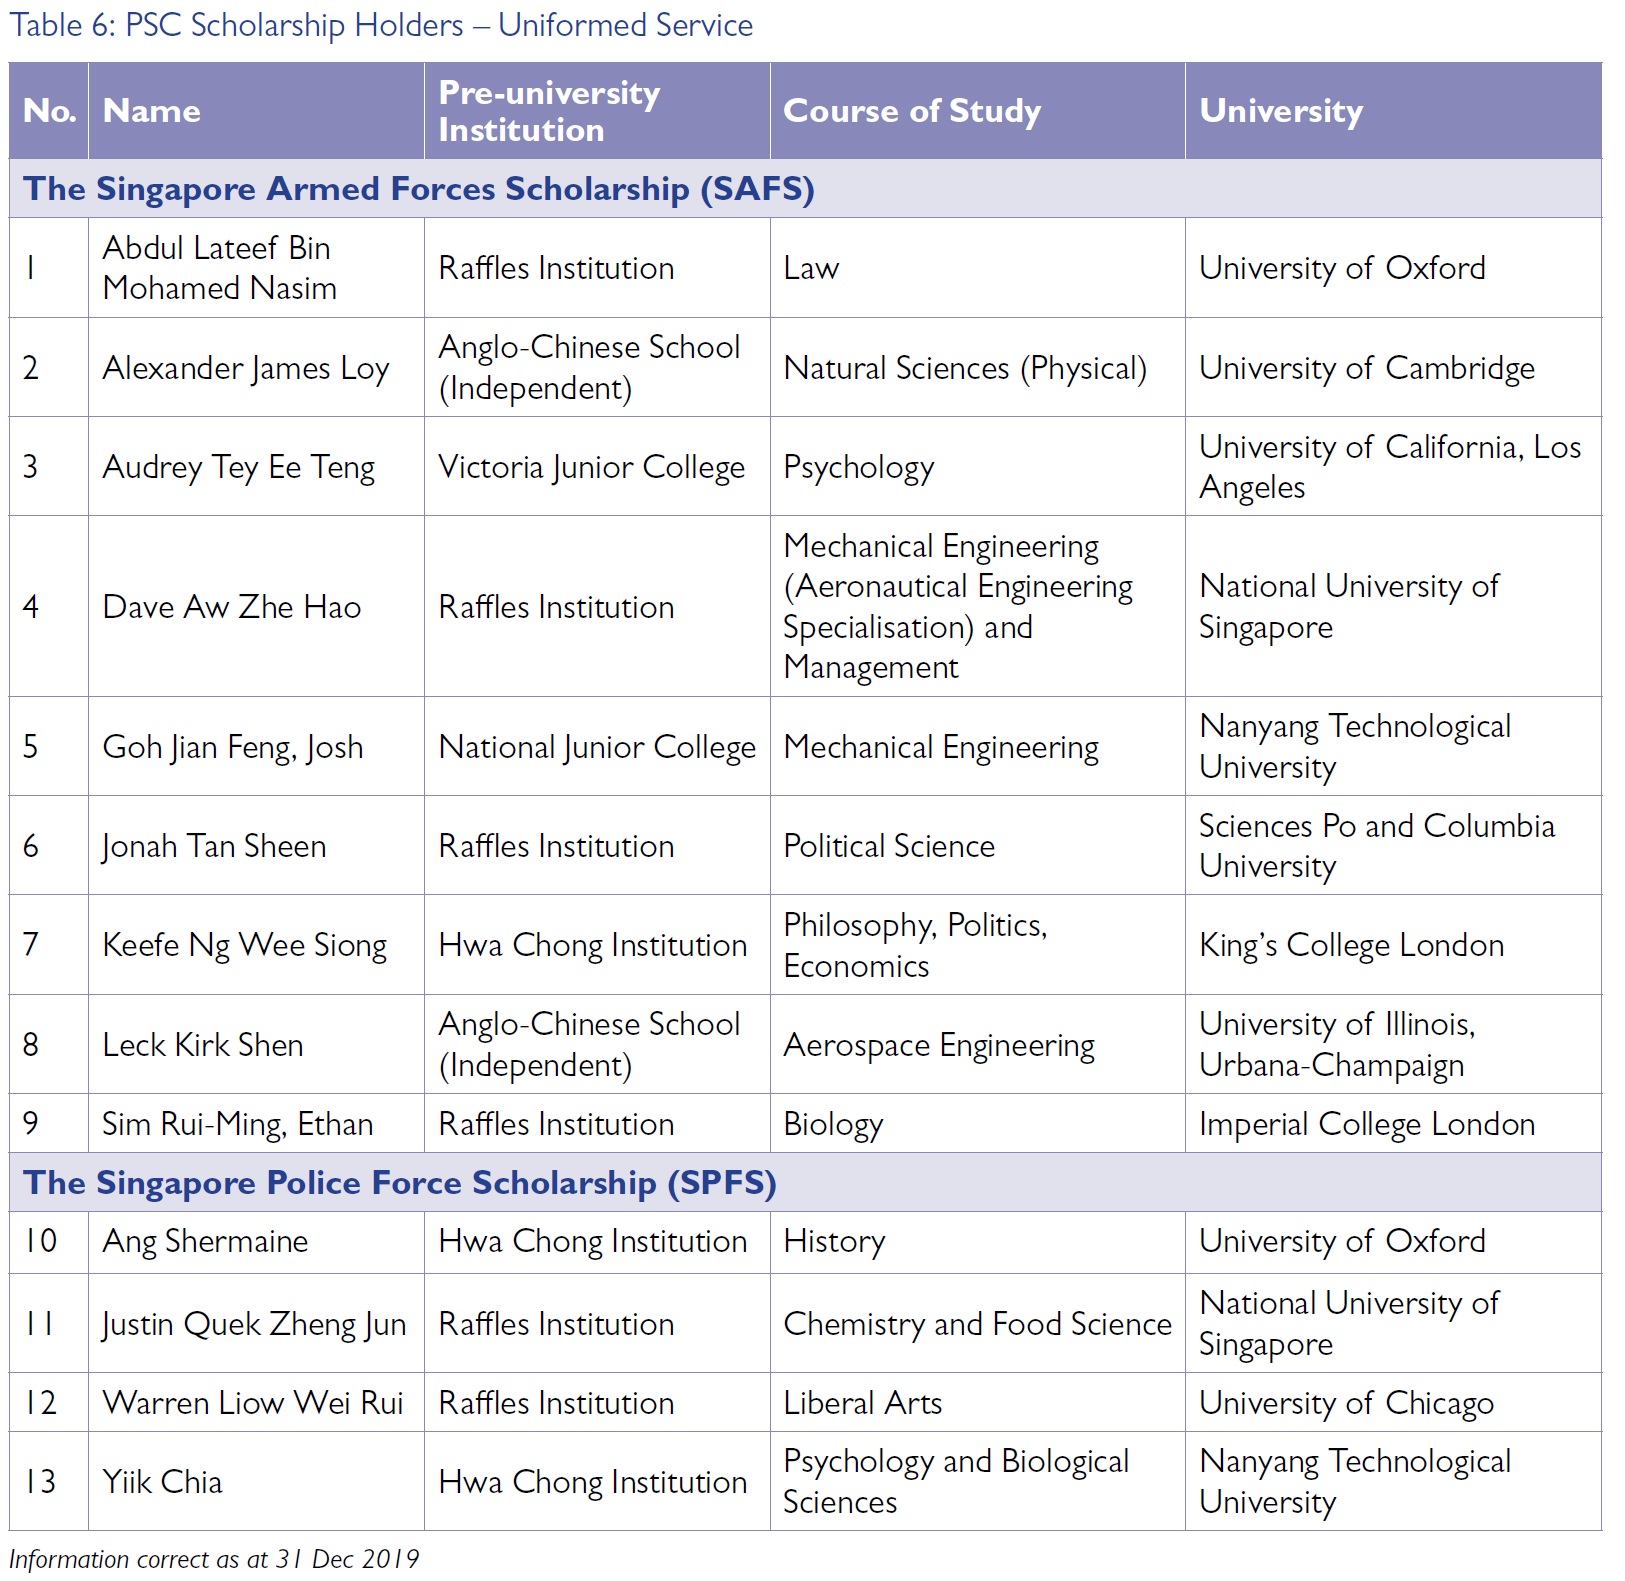 Table 6: PSC Scholarship Holders – Uniformed Service
No. Name Pre-university Institution Course of Study University
The Singapore Armed Forces Scholarship (SAFS)
1 Abdul Lateef Bin Mohamed Nasim Raffles Institution Law University of Oxford
2 Alexander James Loy Anglo-Chinese School (Independent) Natural Sciences (Physical) University of Cambridge
3 Audrey Tey Ee Teng Victoria Junior College Psychology University of California, Los Angeles
4 Dave Aw Zhe Hao Raffles Institution Mechanical Engineering (Aeronautical Engineering Specialisation) and Management National University of Singapore
5 Goh Jian Feng, Josh National Junior College Mechanical Engineering Nanyang Technological University
6 Jonah Tan Sheen Raffles Institution Political Science Sciences Po and Columbia University
7 Keefe Ng Wee Siong Hwa Chong Institution Philosophy, Politics, Economics King's College London
8 Leck Kirk Shen Anglo-Chinese School (Independent) Aerospace Engineering University of Illinois, Urbana-Champaign
9 Sim Rui-Ming, Ethan Raffles Institution Biology Imperial College London
The Singapore Police Force Scholarship (SPFS)
10 Ang Shermaine Hwa Chong Institution History University of Oxford
11 Justin Quek Zheng Jun Raffles Institution Chemistry and Food Science National University of Singapore
12 Warren Liow Wei Rui Raffles Institution Liberal Arts University of Chicago
13 Yiik Chia Hwa Chong Institution Psychology and Biological Sciences Nanyang Technological University
Information correct as at 31 Dec 2019